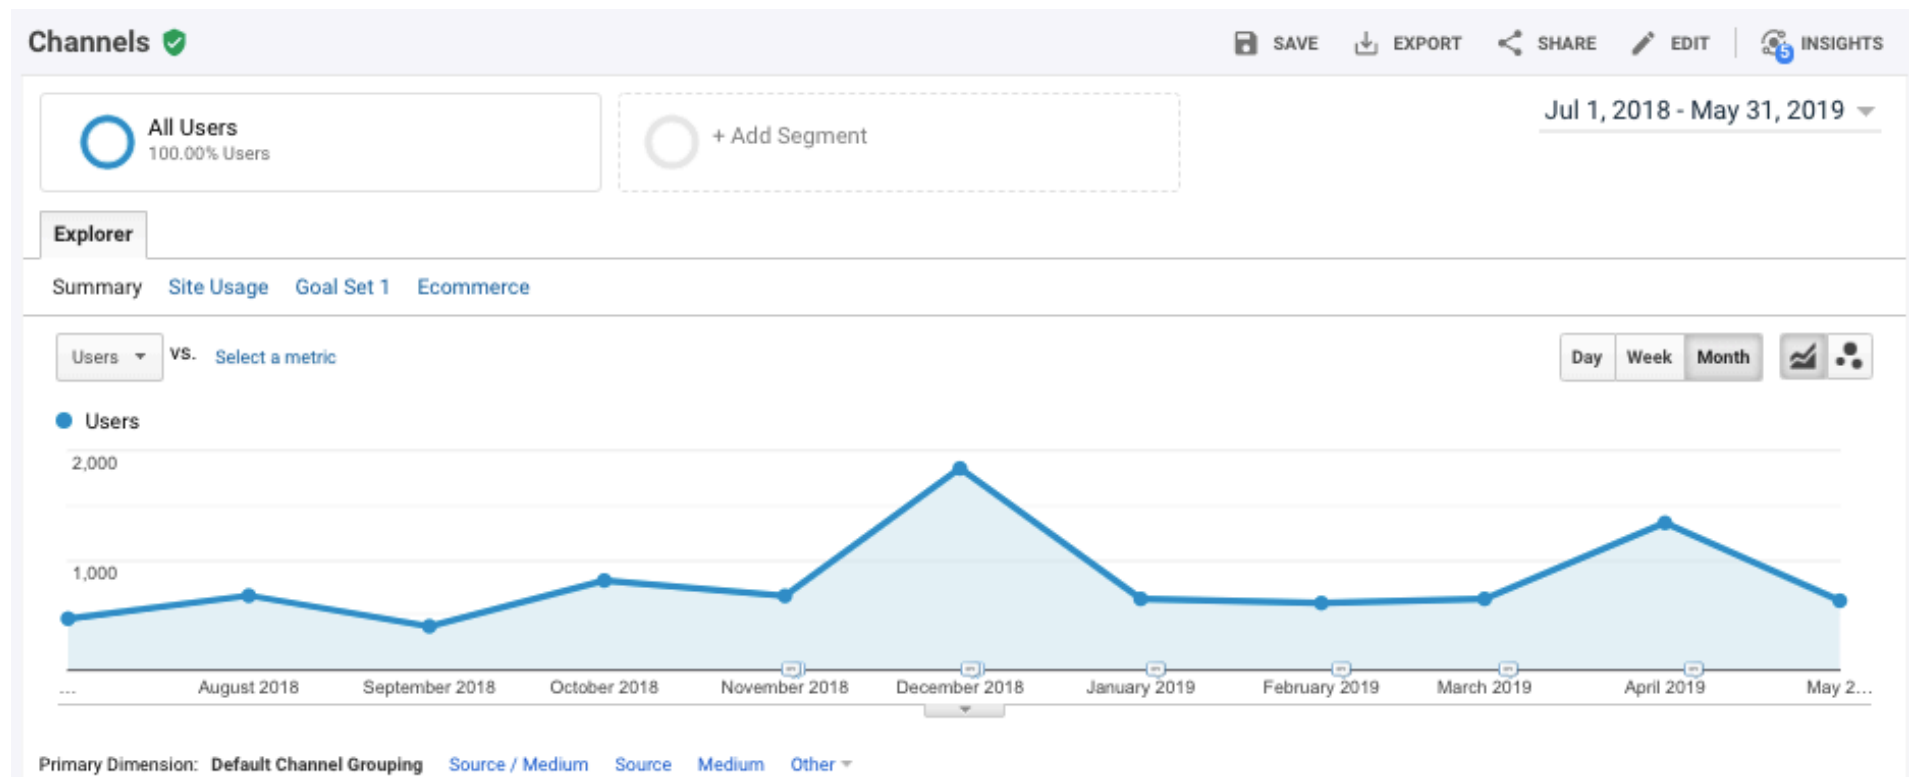 Channels
SAVE EXPORT SHARE EDIT INSIGHTS
5
All Users
100.00% Users
+ Add Segment
Jul 1, 2018 - May 31, 2019
Explorer
Summary Site Usage Goal Set 1 Ecommerce
Users VS. Select a metric
Day Week Month
Users
2,000
1,000
... August 2018 September 2018 October 2018 November 2018 December 2018 January 2019 February 2019 March 2019 April 2019 May 2...
Primary Dimension: Default Channel Grouping Source / Medium Source Medium Other